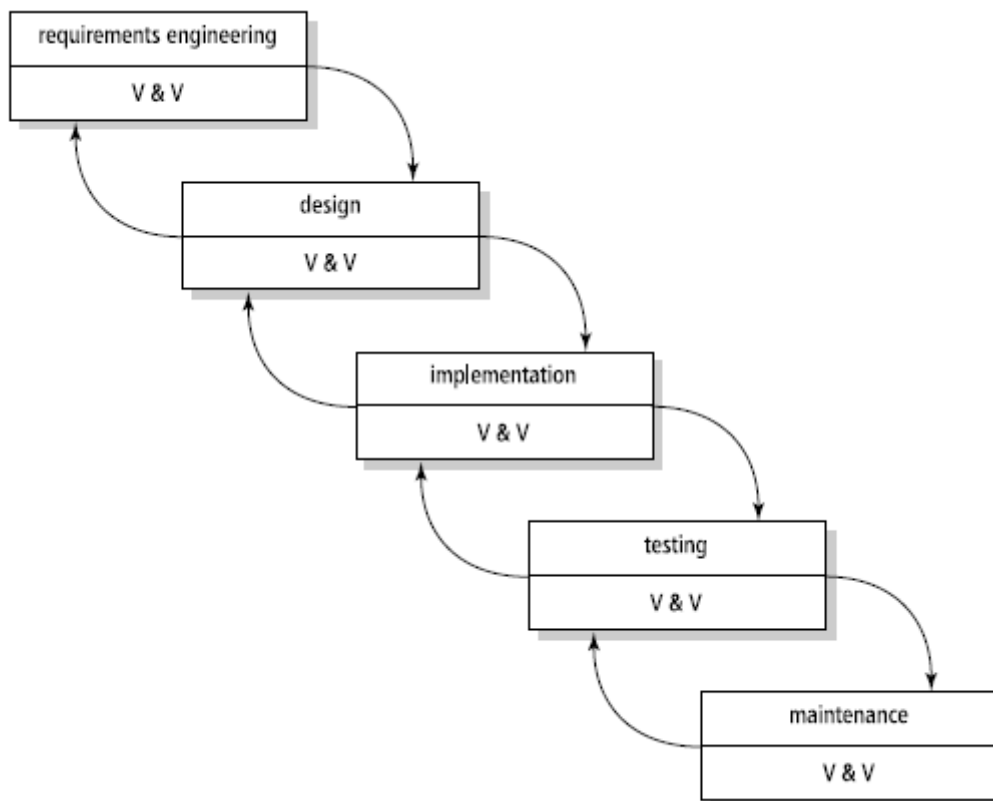 requirements engineering
V & V
design
V & V
implementation
V & V
testing
V & V
maintenance
V & V